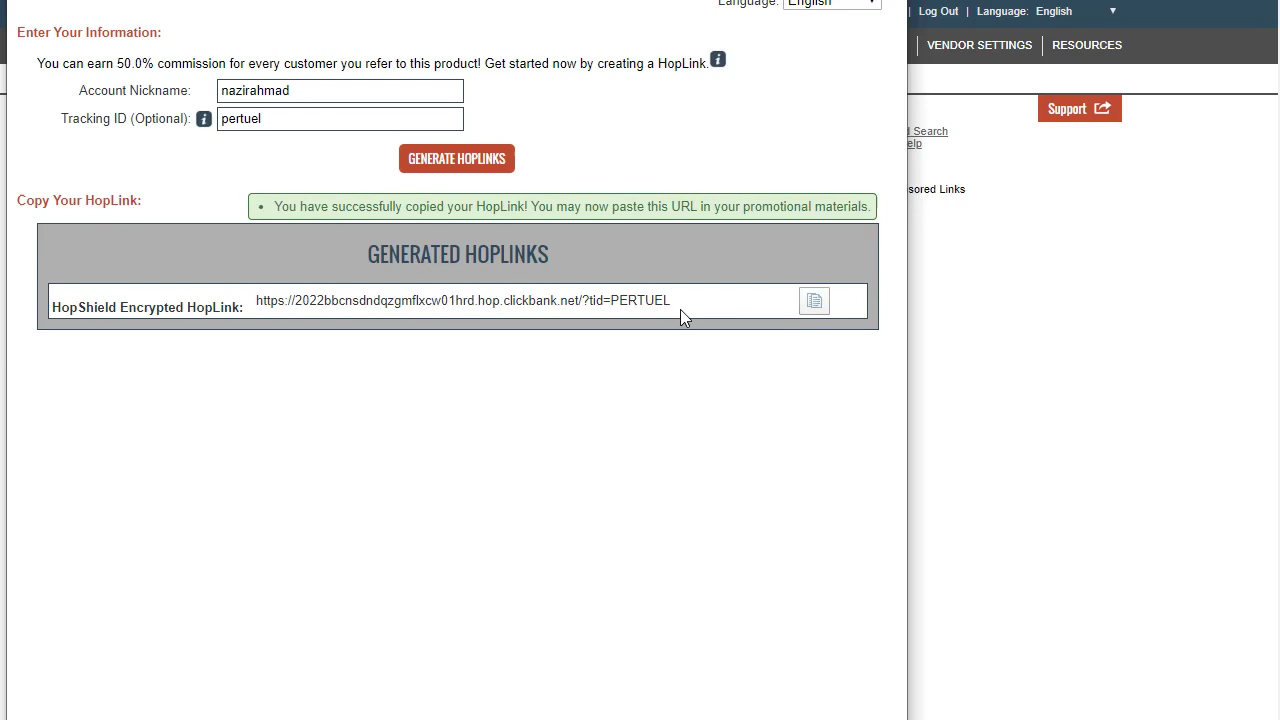 Language: English
Log Out | Language: English ▼
VENDOR SETTINGS | RESOURCES
Enter Your Information:
You can earn 50.0% commission for every customer you refer to this product! Get started now by creating a HopLink.
Account Nickname: nazirahmad
Tracking ID (Optional): pertuel
GENERATE HOPLINKS
Support
Search
sored Links
Copy Your HopLink:
• You have successfully copied your HopLink! You may now paste this URL in your promotional materials.
GENERATED HOPLINKS
HopShield Encrypted HopLink: https://2022bbcnsdndqzgmflxcw01hrd.hop.clickbank.net/?tid=PERTUEL